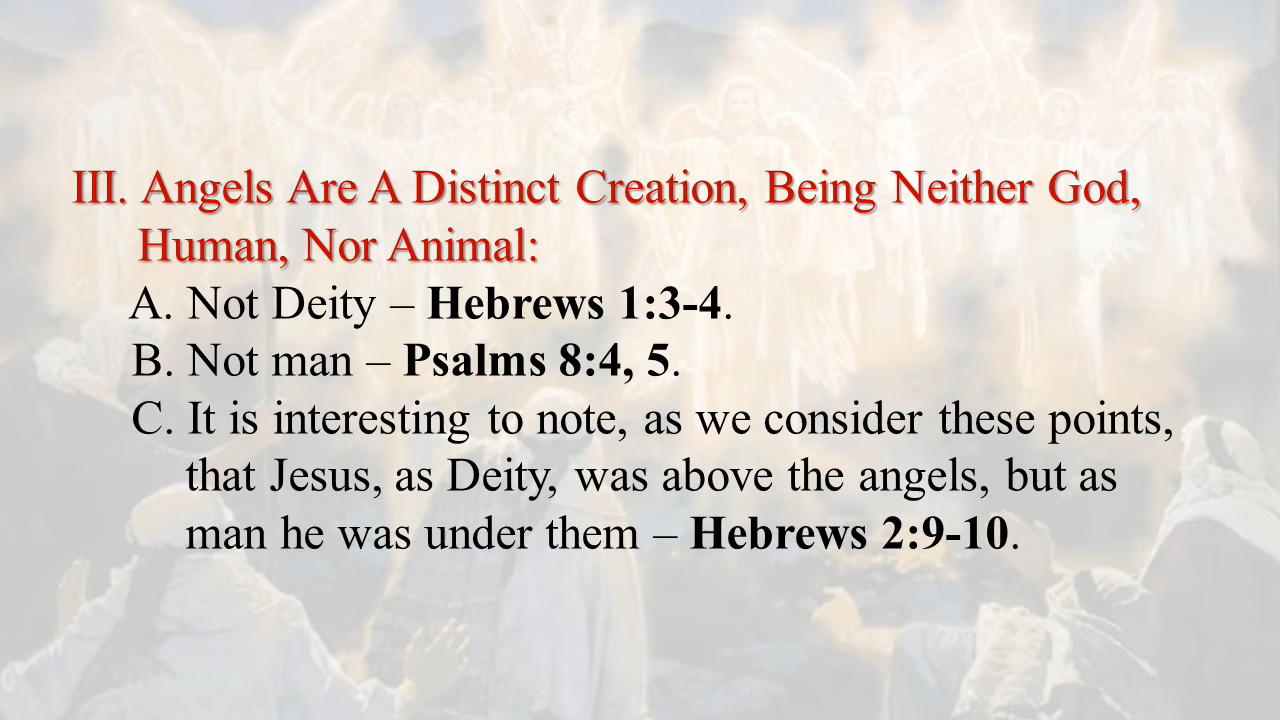 III. Angels Are A Distinct Creation, Being Neither God,
Human, Nor Animal:
A. Not Deity – Hebrews 1:3-4.
B. Not man – Psalms 8:4, 5.
C. It is interesting to note, as we consider these points,
that Jesus, as Deity, was above the angels, but as
man he was under them – Hebrews 2:9-10.